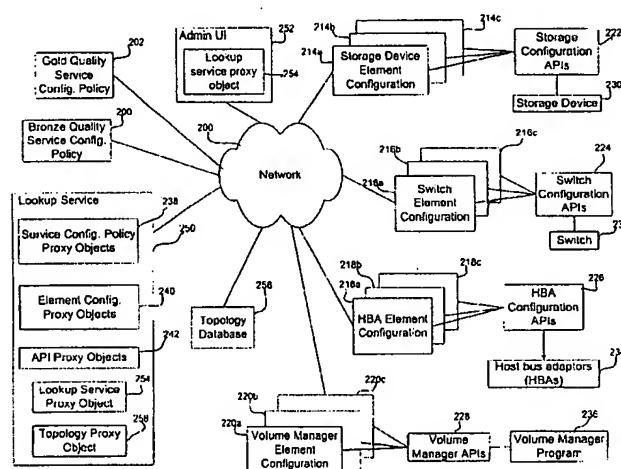 202
Gold Quality
Service
Config. Policy
200
Bronze Quality
Service Config.
Policy
Admin UI
252
Lookup
service proxy
object
254
200
Network
Lookup Service
238
Service Config. Policy
Proxy Objects
250
Element Config.
Proxy Objects
240
API Proxy Objects
242
Lookup Service
Proxy Object
254
Topology Proxy
Object
258
256
Topology
Database
214a
214b
214c
Storage Device
Element
Configuration
Storage
Configuration
APIs
222
Storage Device
230
216a
216b
216c
Switch Element
Configuration
224
Switch
Configuration
APIs
Switch
218a
218b
218c
HBA Element
Configuration
226
HBA
Configuration
APIs
Host bus adaptors
(HBAs)
220a
220b
220c
Volume Manager
Element
Configuration
228
Volume
Manager APIs
236
Volume Manager
Program